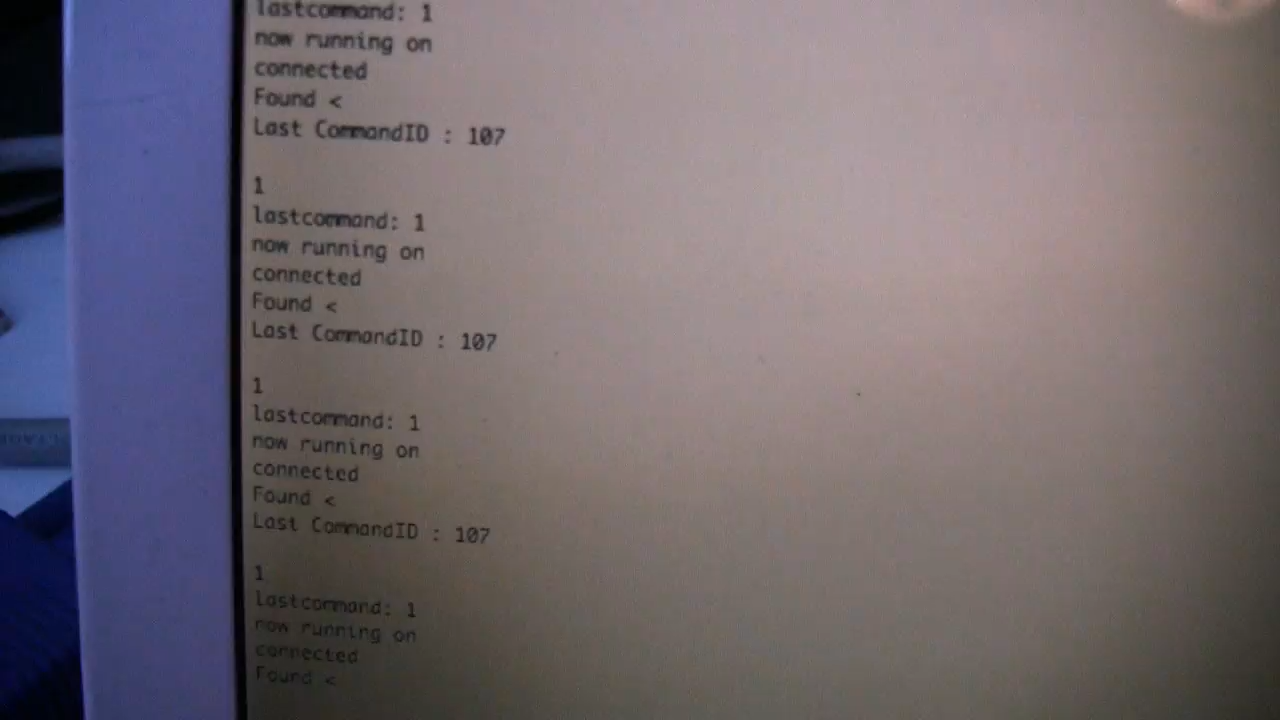 lastcommand: 1
now running on
connected
Found <
Last CommandID : 107
1
lastcommand: 1
now running on
connected
Found <
Last CommandID : 107
1
lastcommand: 1
now running on
connected
Found <
Last CommandID : 107
1
lastcommand: 1
now running on
connected
Found <